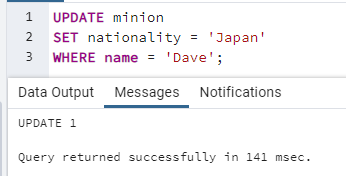 1 UPDATE minion
2 SET nationality = 'Japan'
3 WHERE name = 'Dave';
Data Output Messages Notifications
UPDATE 1
Query returned successfully in 141 msec.